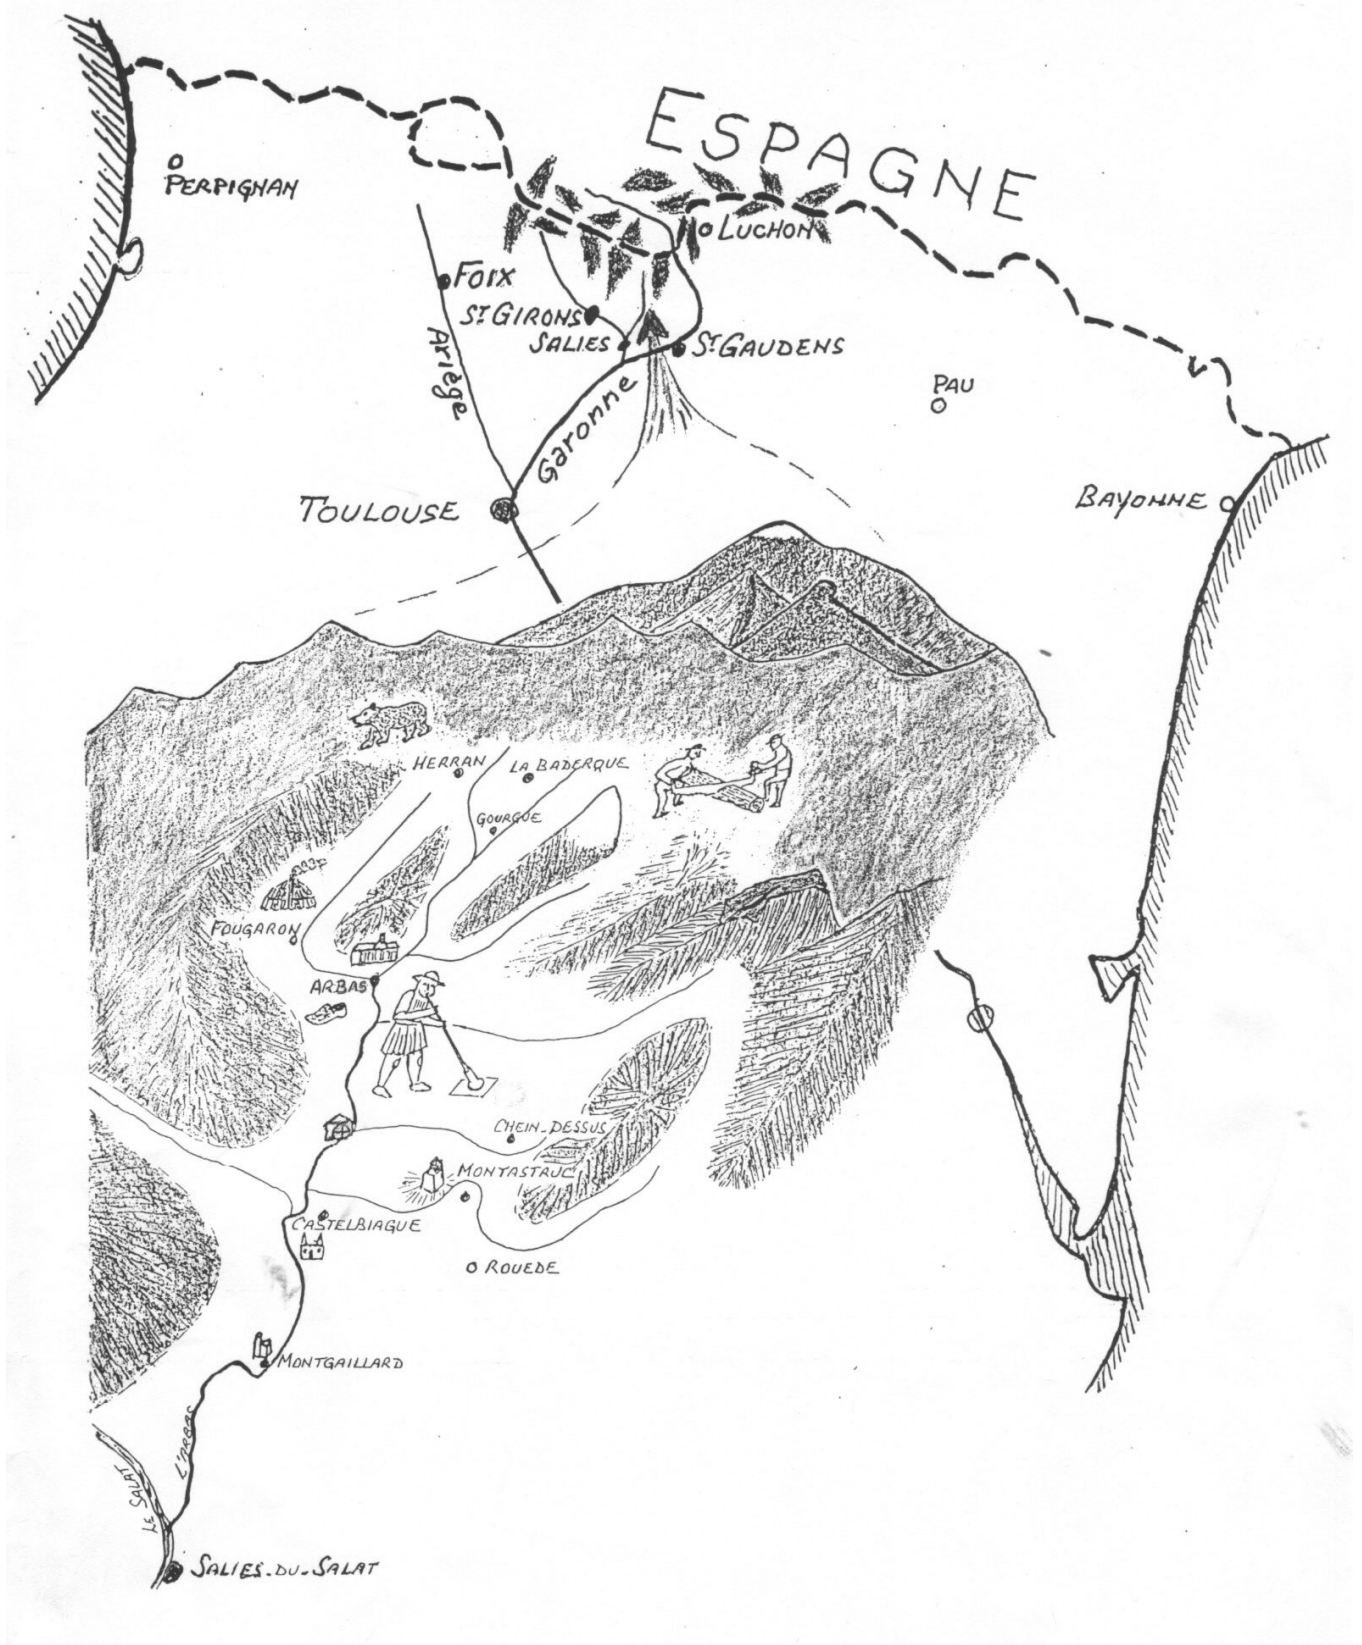 ESPAGNE
PERPIGNAN
LUCHON
FOIX
ST GIRONS
SALIES
ST GAUDENS
Ariège
Garonne
PAU
TOULOUSE
BAYONNE
HERRAN
LA BADERQUE
GOURGUE
FOUGARON
ARBAS
CHEIN-DESSUS
MONTASTRUC
CASTELBIAGUE
ROUEDE
MONTGAILLARD
L'ARBAS
LE SALAT
SALIES-DU-SALAT